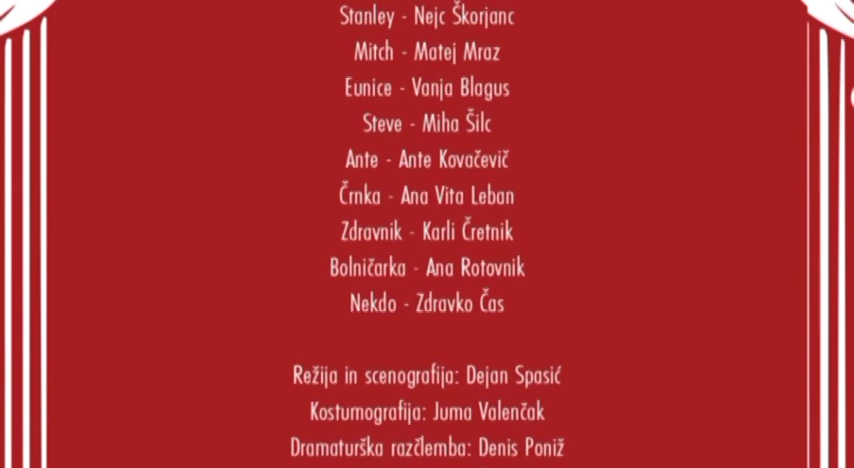 Stanley - Nejc Škorjanc
Mitch - Matej Mraz
Eunice - Vanja Blagus
Steve - Miha Šilc
Ante - Ante Kovačevič
Črnka - Ana Vita Leban
Zdravnik - Karli Čretnik
Bolničarka - Ana Rotovnik
Nekdo - Zdravko Čas
Režija in scenografija: Dejan Spasić
Kostumografija: Juma Valenčak
Dramaturška razčlemba: Denis Poniž